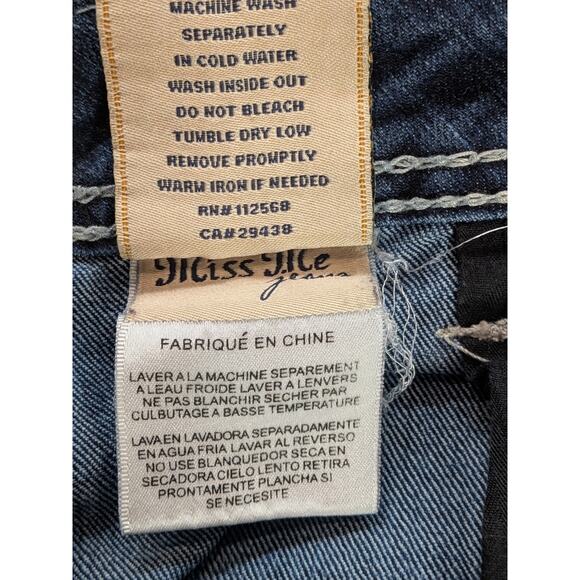 MACHINE WASH
SEPARATELY
IN COLD WATER
WASH INSIDE OUT
DO NOT BLEACH
TUMBLE DRY LOW
REMOVE PROMPTLY
WARM IRON IF NEEDED
RN# 112568
CA# 29438
Miss Me
jeans
FABRIQUÉ EN CHINE
LAVER A LA MACHINE SEPAREMENT
A LEAU FROIDE LAVER A LENVERS
NE PAS BLANCHIR SECHER PAR
CULBUTAGE A BASSE TEMPERATURE
LAVA EN LAVADORA SEPARADAMENTE
EN AGUA FRIA LAVAR AL REVERSO
NO USE BLANQUEDOR SECA EN
SECADORA CIELO LENTO RETIRA
PRONTAMENTE PLANCHA SI
SE NECESITE